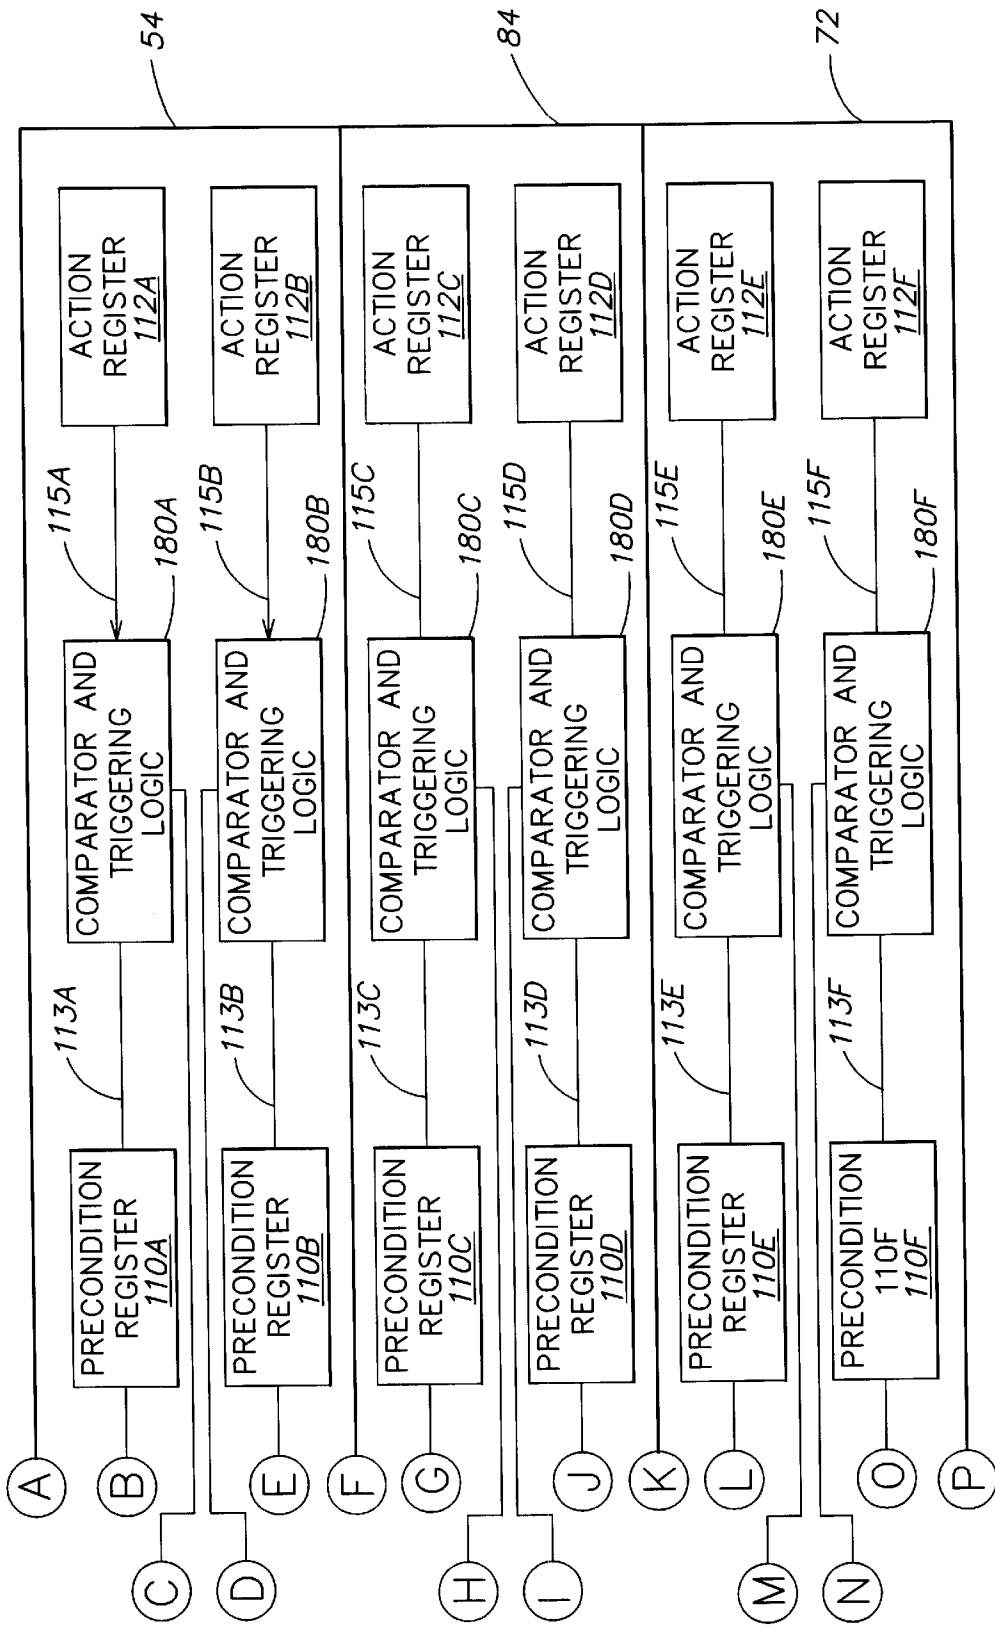 A
B
PRECONDITION
REGISTER
110A
113A
COMPARATOR AND
TRIGGERING
LOGIC
180A
115A
ACTION
REGISTER
112A
54
C
D
E
PRECONDITION
REGISTER
110B
113B
COMPARATOR AND
TRIGGERING
LOGIC
180B
115B
ACTION
REGISTER
112B
F
G
PRECONDITION
REGISTER
110C
113C
COMPARATOR AND
TRIGGERING
LOGIC
180C
115C
ACTION
REGISTER
112C
84
H
I
J
PRECONDITION
REGISTER
110D
113D
COMPARATOR AND
TRIGGERING
LOGIC
180D
115D
ACTION
REGISTER
112D
K
L
PRECONDITION
REGISTER
110E
113E
COMPARATOR AND
TRIGGERING
LOGIC
180E
115E
ACTION
REGISTER
112E
72
M
N
O
PRECONDITION
110F
110F
113F
COMPARATOR AND
TRIGGERING
LOGIC
180F
115F
ACTION
REGISTER
112F
P